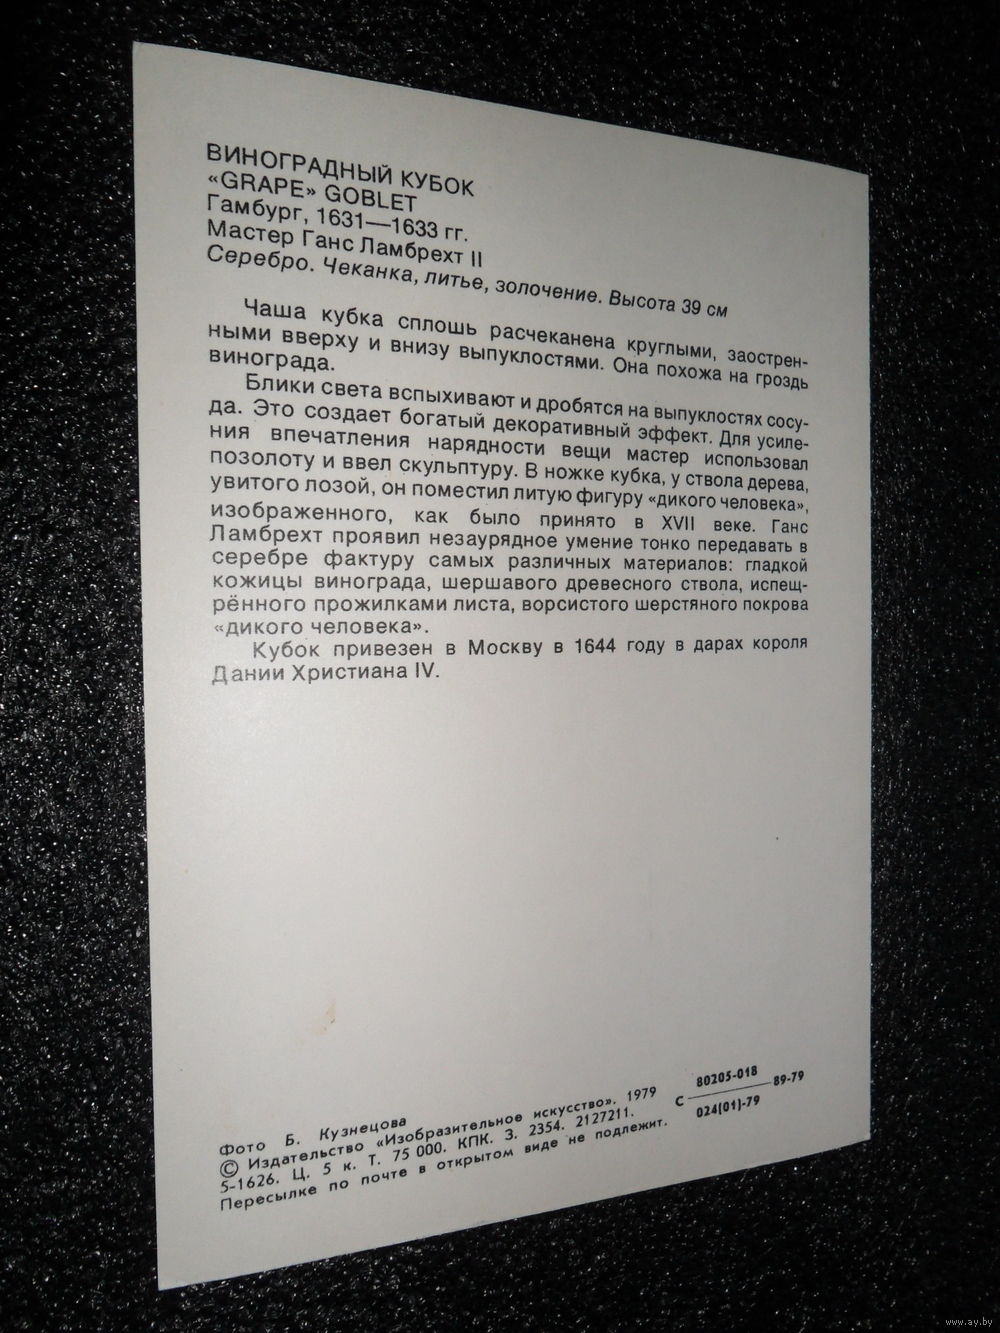 ВИНОГРАДНЫЙ КУБОК
«GRAPE» GOBLET
Гамбург, 1631—1633 гг.
Мастер Ганс Ламбрехт II
Серебро. Чеканка, литье, золочение. Высота 39 см
Чаша кубка сплошь расчеканена круглыми, заострен-
ными вверху и внизу выпуклостями. Она похожа на гроздь
винограда.
Блики света вспыхивают и дробятся на выпуклостях сосу-
да. Это создает богатый декоративный эффект. Для усиле-
ния впечатления нарядности вещи мастер использовал
позолоту и ввел скульптуру. В ножке кубка, у ствола дерева,
увитого лозой, он поместил литую фигуру «дикого человека»,
изображенного, как было принято в XVII веке. Ганс
Ламбрехт проявил незаурядное умение тонко передавать в
серебре фактуру самых различных материалов: гладкой
кожицы винограда, шершавого древесного ствола, испещ-
рённого прожилками листа, ворсистого шерстяного покрова
«дикого человека».
Кубок привезен в Москву в 1644 году в дарах короля
Дании Христиана IV.
Фото Б. Кузнецова
© Издательство «Изобразительное искусство». 1979
5-1626. Ц. 5 к. Т. 75 000. КПК. З. 2354. 2127211.
Пересылке по почте в открытом виде не подлежит.
80205-018
С 89-79
024(01)-79
www.ay.by